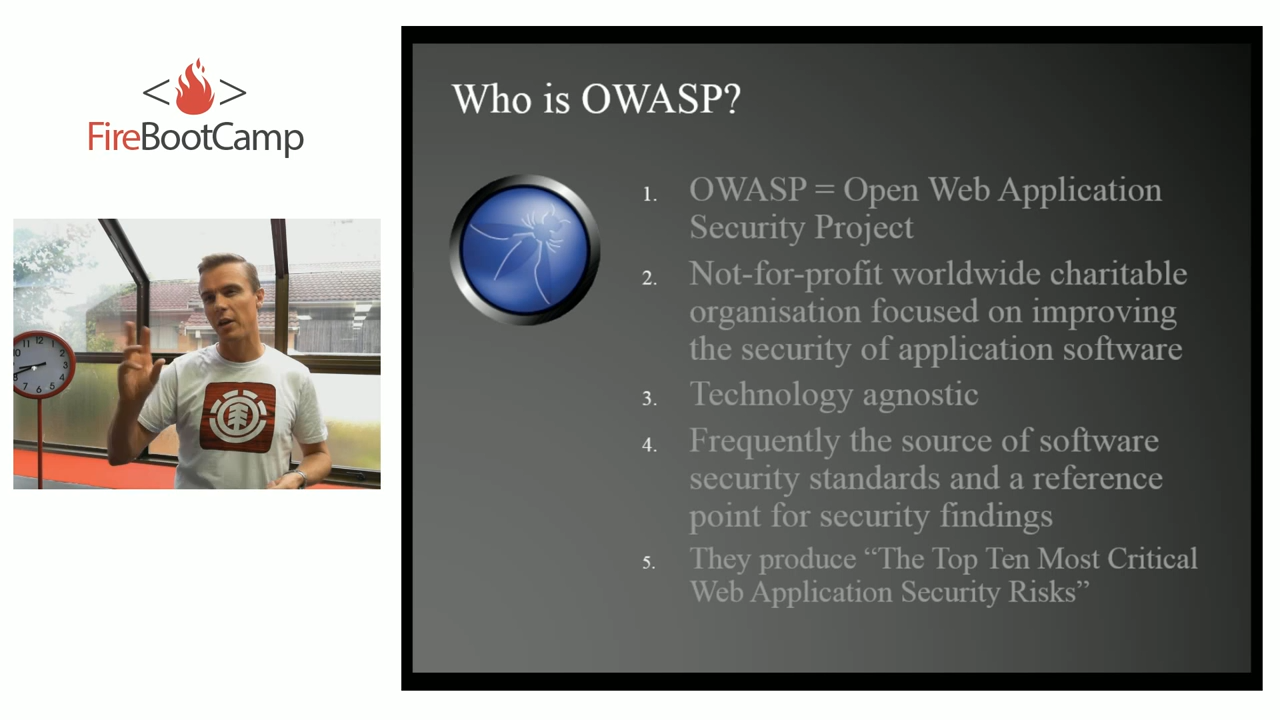 FireBootCamp
Who is OWASP?
1. OWASP = Open Web Application
Security Project
2. Not-for-profit worldwide charitable
organisation focused on improving
the security of application software
3. Technology agnostic
4. Frequently the source of software
security standards and a reference
point for security findings
5. They produce “The Top Ten Most Critical
Web Application Security Risks”